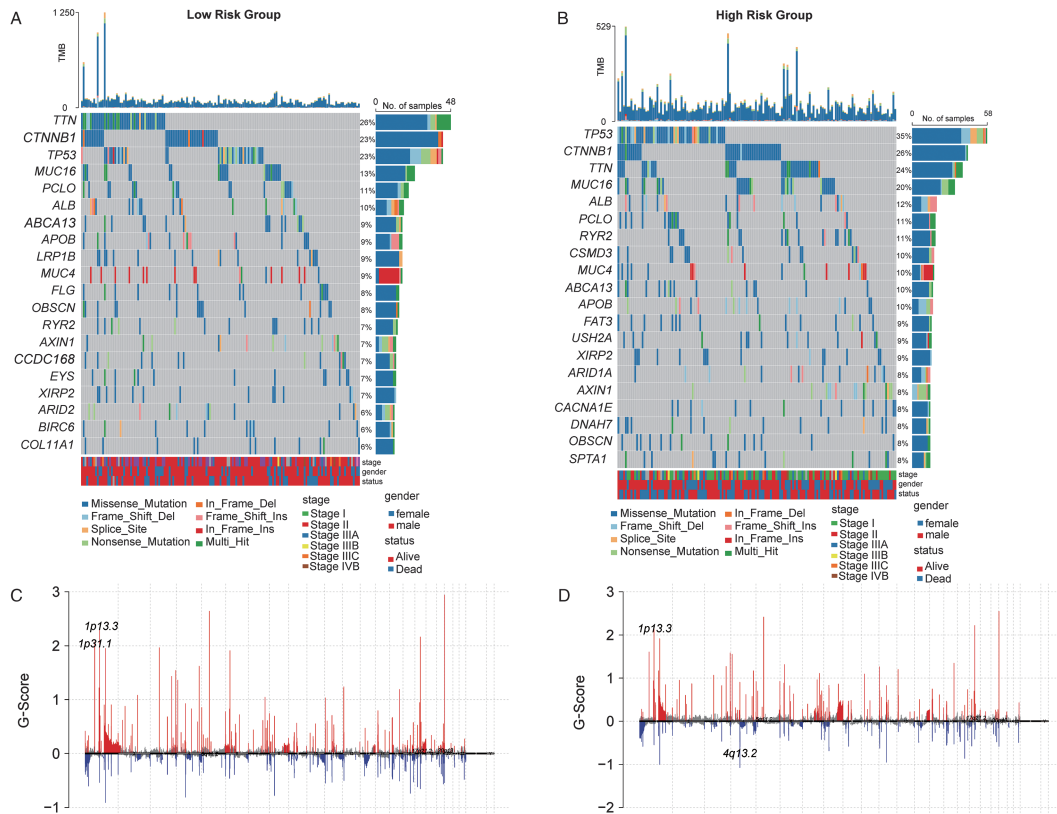 A
Low Risk Group
1250
TMB
0
0 48
No. of samples
TTN 26%
CTNNB1 23%
TP53 23%
MUC16 13%
PCLO 11%
ALB 10%
ABCA13 9%
APOB 9%
LRP1B 9%
MUC4 9%
FLG 8%
OBSCN 8%
RYR2 7%
AXIN1 7%
CCDC168 7%
EYS 7%
XIRP2 7%
ARID2 6%
BIRC6 6%
COL11A1 6%
stage
gender
status
Missense_Mutation
Frame_Shift_Del
Splice_Site
Nonsense_Mutation
In_Frame_Del
Frame_Shift_Ins
In_Frame_Ins
Multi_Hit
stage
Stage I
Stage II
Stage IIIA
Stage IIIB
Stage IIIC
Stage IVB
gender
female
male
status
Alive
Dead
B
High Risk Group
529
TMB
0
0 58
No. of samples
TP53 35%
CTNNB1 26%
TTN 24%
MUC16 20%
ALB 12%
PCLO 11%
RYR2 11%
CSMD3 10%
MUC4 10%
ABCA13 10%
APOB 10%
FAT3 9%
USH2A 9%
XIRP2 9%
ARID1A 8%
AXIN1 8%
CACNA1E 8%
DNAH7 8%
OBSCN 8%
SPTA1 8%
stage
gender
status
Missense_Mutation
Frame_Shift_Del
Splice_Site
Nonsense_Mutation
In_Frame_Del
Frame_Shift_Ins
In_Frame_Ins
Multi_Hit
stage
Stage I
Stage II
Stage IIIA
Stage IIIB
Stage IIIC
Stage IVB
gender
female
male
status
Alive
Dead
C
3
2
1
0
−1
G-Score
1p13.3
1p31.1
D
3
2
1
0
−1
−2
G-Score
1p13.3
4q13.2